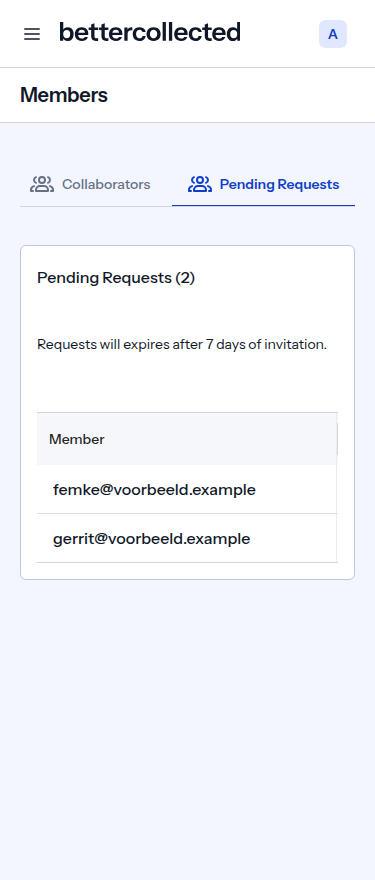 bettercollected
A
Members
Collaborators
Pending Requests
Pending Requests (2)
Requests will expires after 7 days of invitation.
Member
femke@voorbeeld.example
gerrit@voorbeeld.example